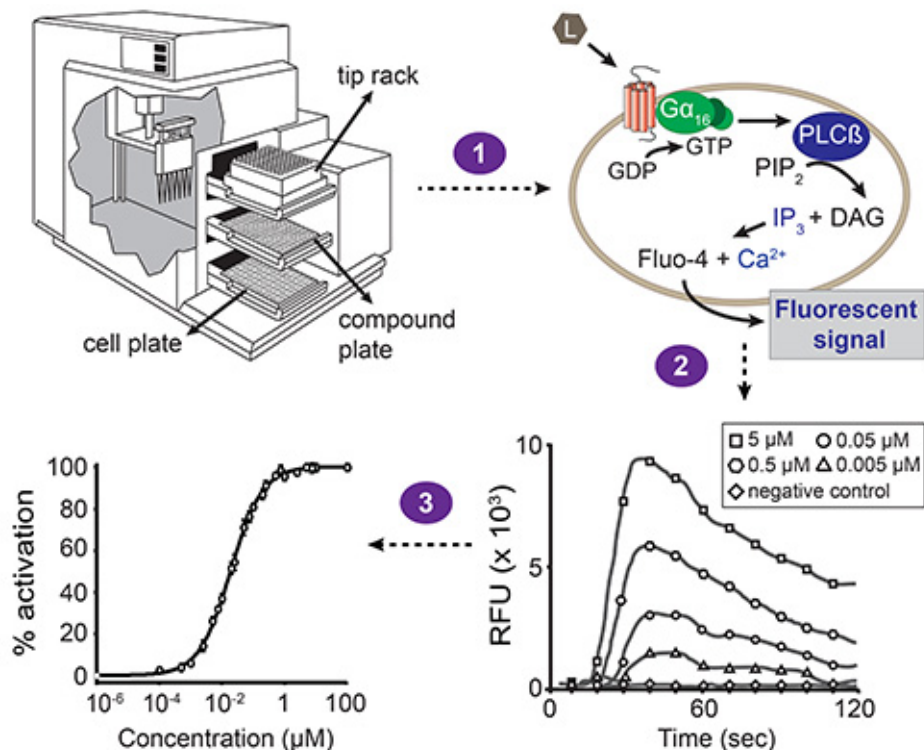 tip rack
cell plate
compound
plate
1
L
Gα₁₆
GDP
GTP
PLCß
PIP₂
IP₃ + DAG
Fluo-4 + Ca²⁺
Fluorescent
signal
2
% activation
100
80
60
40
20
0
10⁻⁶ 10⁻⁴ 10⁻² 1 100
Concentration (µM)
3
RFU (x 10³)
10
5
0
5 µM 0.05 µM
0.5 µM 0.005 µM
negative control
0 60 120
Time (sec)